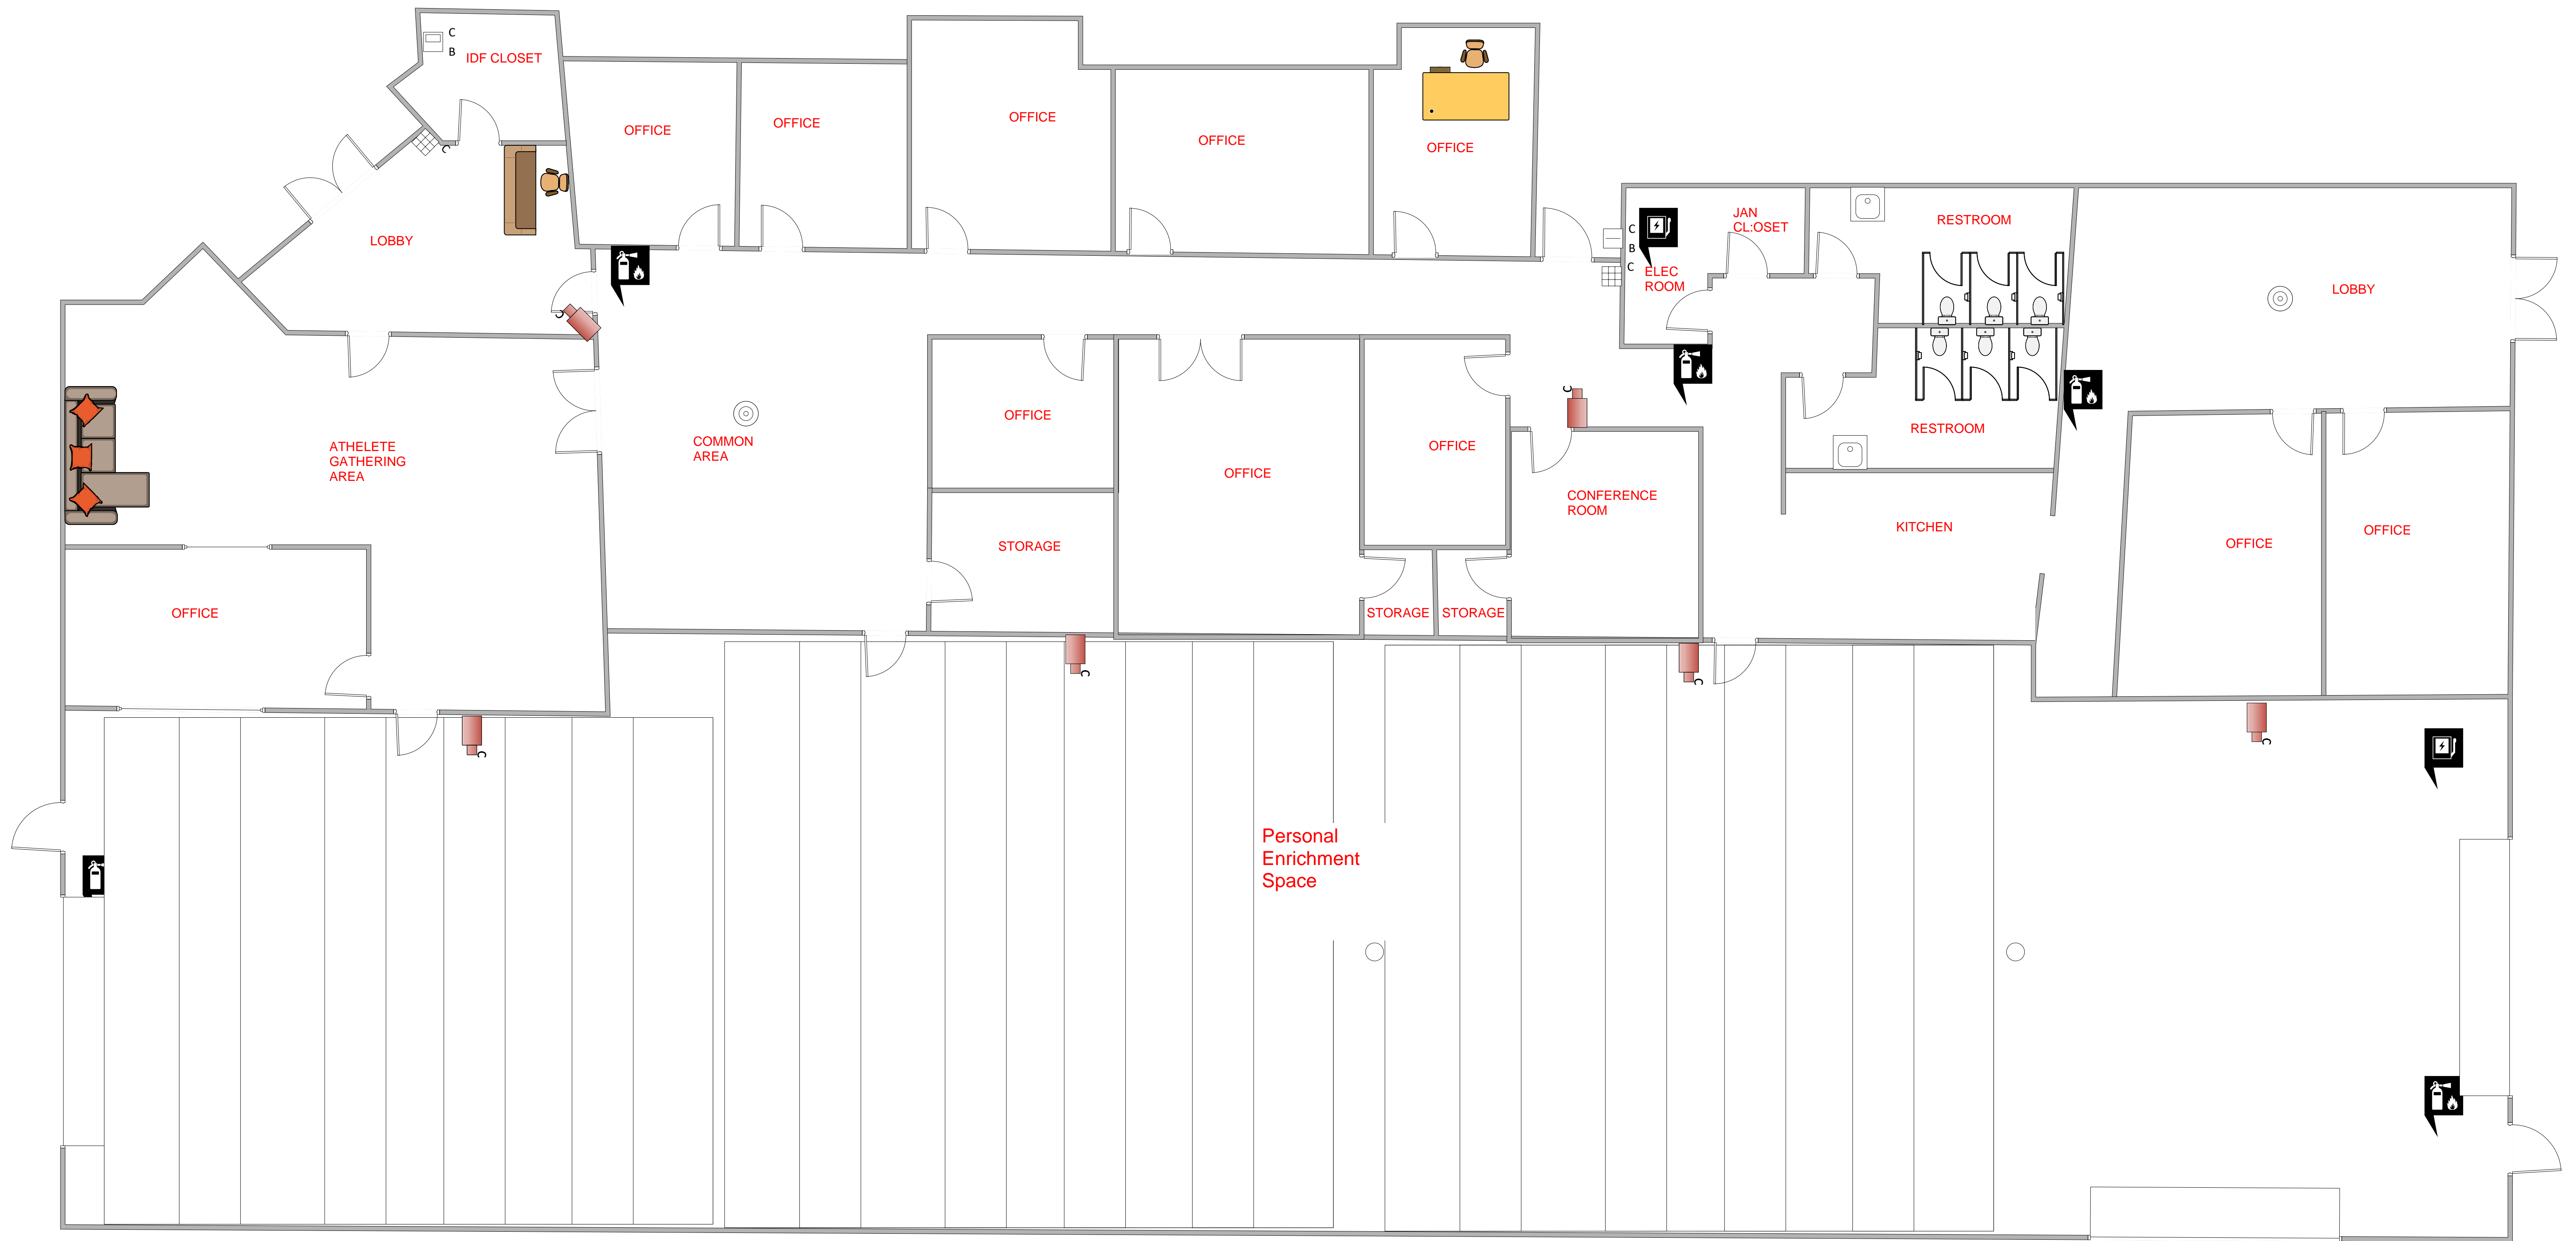 C
B
IDF CLOSET
C
OFFICE
OFFICE
OFFICE
OFFICE
OFFICE
LOBBY
C
B
C
JAN
CL:OSET
ELEC
ROOM
RESTROOM
LOBBY
C
ATHELETE
GATHERING
AREA
COMMON
AREA
OFFICE
OFFICE
OFFICE
C
CONFERENCE
ROOM
RESTROOM
KITCHEN
OFFICE
OFFICE
STORAGE
OFFICE
STORAGE
STORAGE
C
C
C
C
Personal
Enrichment
Space